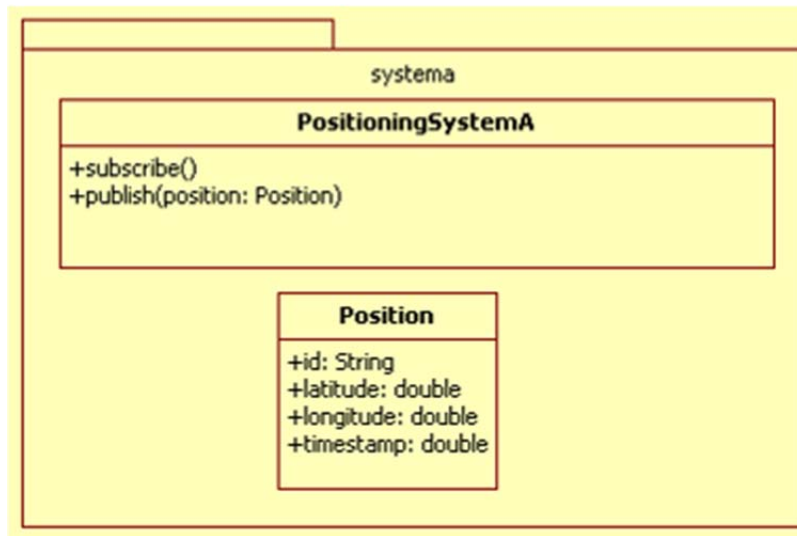 systema
PositioningSystemA
+subscribe()
+publish(position: Position)
Position
+id: String
+latitude: double
+longitude: double
+timestamp: double